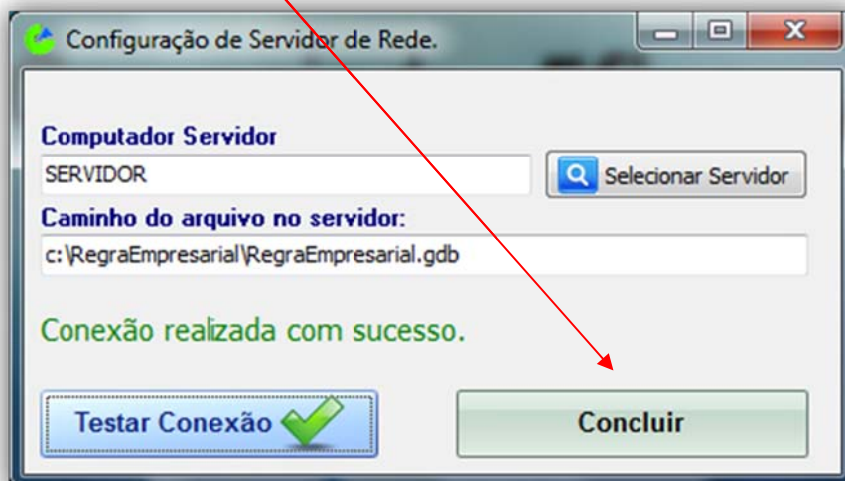 Configuração de Servidor de Rede.
Computador Servidor
SERVIDOR
Selecionar Servidor
Caminho do arquivo no servidor:
c:\RegraEmpresarial\RegraEmpresarial.gdb
Conexão realizada com sucesso.
Testar Conexão
Concluir